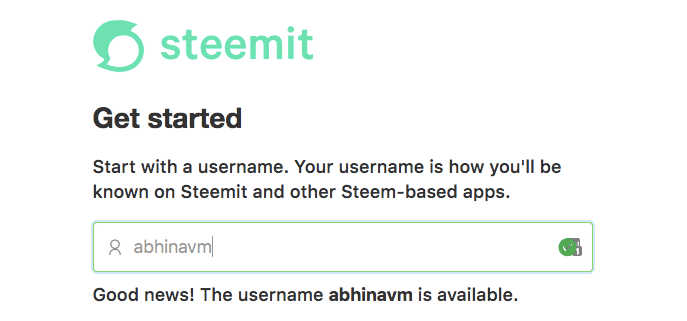 steemit
Get started
Start with a username. Your username is how you'll be
known on Steemit and other Steem-based apps.
abhinavm
1
Good news! The username abhinavm is available.